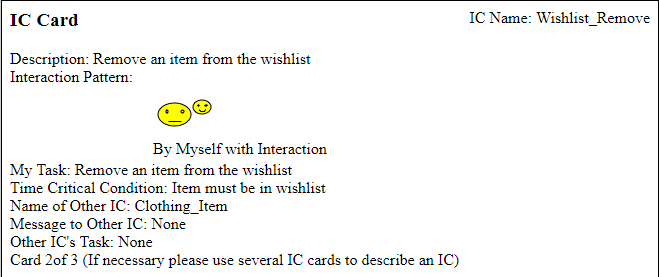 IC Card
IC Name: Wishlist_Remove
Description: Remove an item from the wishlist
Interaction Pattern:
By Myself with Interaction
My Task: Remove an item from the wishlist
Time Critical Condition: Item must be in wishlist
Name of Other IC: Clothing_Item
Message to Other IC: None
Other IC's Task: None
Card 2of 3 (If necessary please use several IC cards to describe an IC)